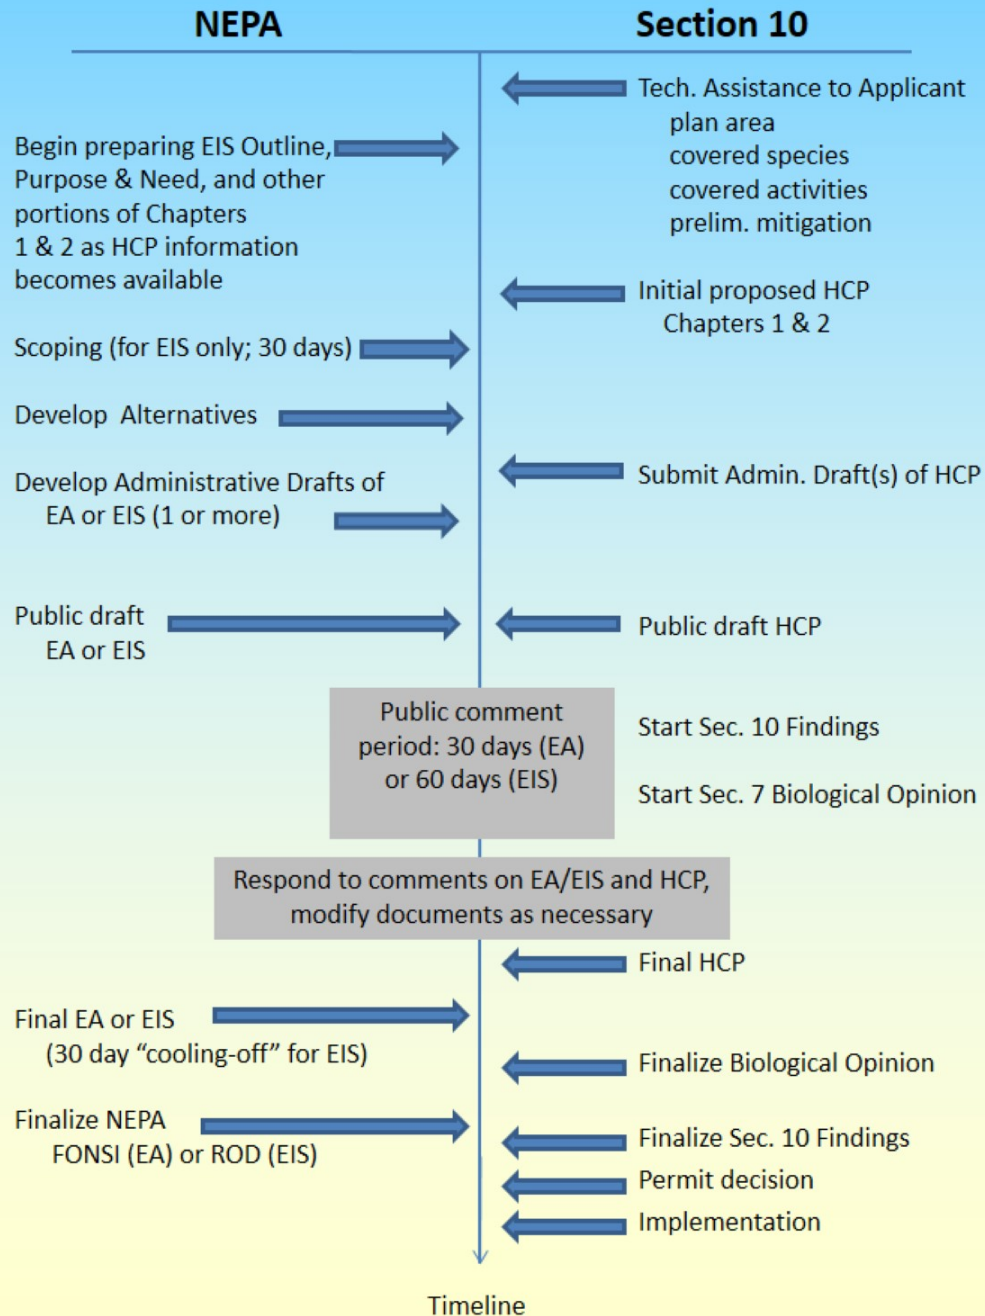 NEPA
Section 10
Tech. Assistance to Applicant
plan area
covered species
covered activities
prelim. mitigation
Begin preparing EIS Outline,
Purpose & Need, and other
portions of Chapters
1 & 2 as HCP information
becomes available
Initial proposed HCP
Chapters 1 & 2
Scoping (for EIS only; 30 days)
Develop Alternatives
Submit Admin. Draft(s) of HCP
Develop Administrative Drafts of
EA or EIS (1 or more)
Public draft
EA or EIS
Public draft HCP
Public comment
period: 30 days (EA)
or 60 days (EIS)
Start Sec. 10 Findings
Start Sec. 7 Biological Opinion
Respond to comments on EA/EIS and HCP,
modify documents as necessary
Final HCP
Final EA or EIS
(30 day “cooling-off” for EIS)
Finalize Biological Opinion
Finalize NEPA
FONSI (EA) or ROD (EIS)
Finalize Sec. 10 Findings
Permit decision
Implementation
Timeline